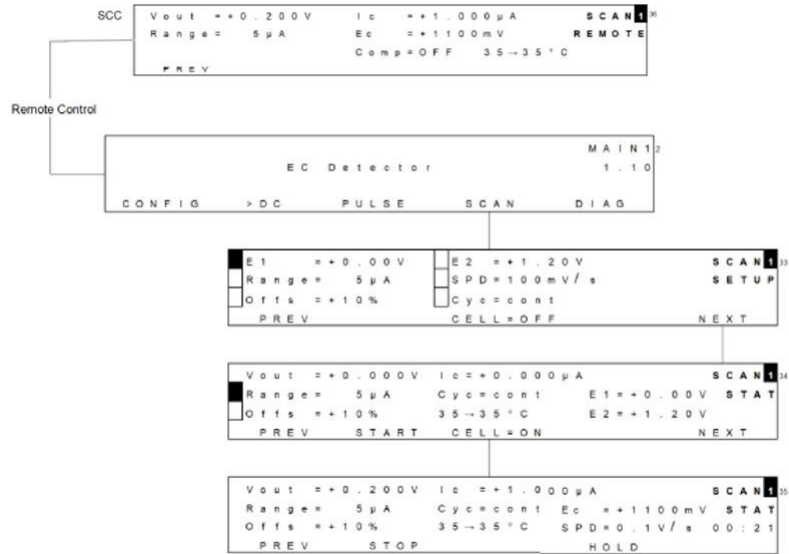 SCC
Vout =+0.200V Ic =+1.000µA SCAN1 36
Range= 5µA Ec =+1100mV REMOTE
Comp=OFF 35→35°C
PREV
Remote Control
MAIN1 2
EC Detector 1.10
CONFIG >DC PULSE SCAN DIAG
E1 =+0.00V E2 =+1.20V SCAN1 33
Range= 5µA SPD=100mV/s SETUP
Offs =+10% Cyc=cont
PREV CELL=OFF NEXT
Vout =+0.000V Ic=+0.000µA SCAN1 34
Range= 5µA Cyc=cont E1=+0.00V STAT
Offs =+10% 35→35°C E2=+1.20V
PREV START CELL=ON NEXT
Vout =+0.200V Ic =+1.000µA SCAN1 35
Range= 5µA Cyc=cont Ec =+1100mV STAT
Offs =+10% 35→35°C SPD=0.1V/s 00:21
PREV STOP HOLD